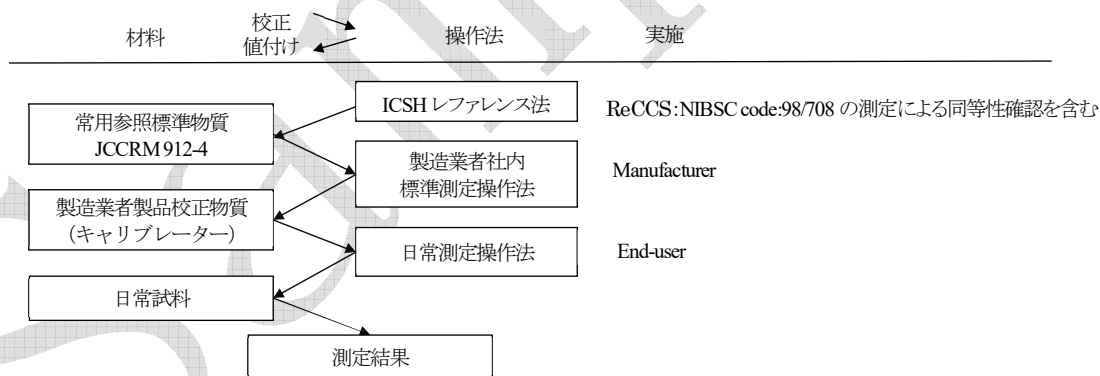 材料
校正
値付け
操作法
実施
ICSH レファレンス法
ReCCS:NIBSC code:98/708 の測定による同等性確認を含む
常用参照標準物質
JCCRM 912-4
製造業者社内
標準測定操作法
Manufacturer
製造業者製品校正物質
(キャリブレーター)
日常測定操作法
End-user
日常試料
測定結果